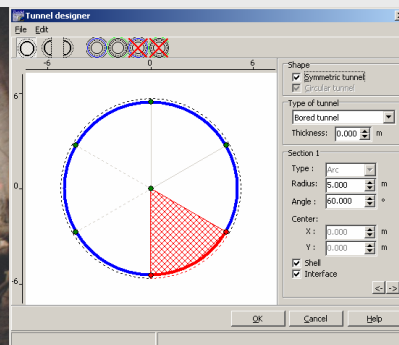 Tunnel designer
File Edit
-6 0 6
6
0
-6
Shape
Symmetric tunnel
Circular tunnel
Type of tunnel
Bored tunnel
Thickness: 0.000 m
Section 1
Type : Arc
Radius: 5.000 m
Angle : 60.000 °
Center:
X : 0.000 m
Y : 0.000 m
Shell
Interface
<- ->
OK Cancel Help